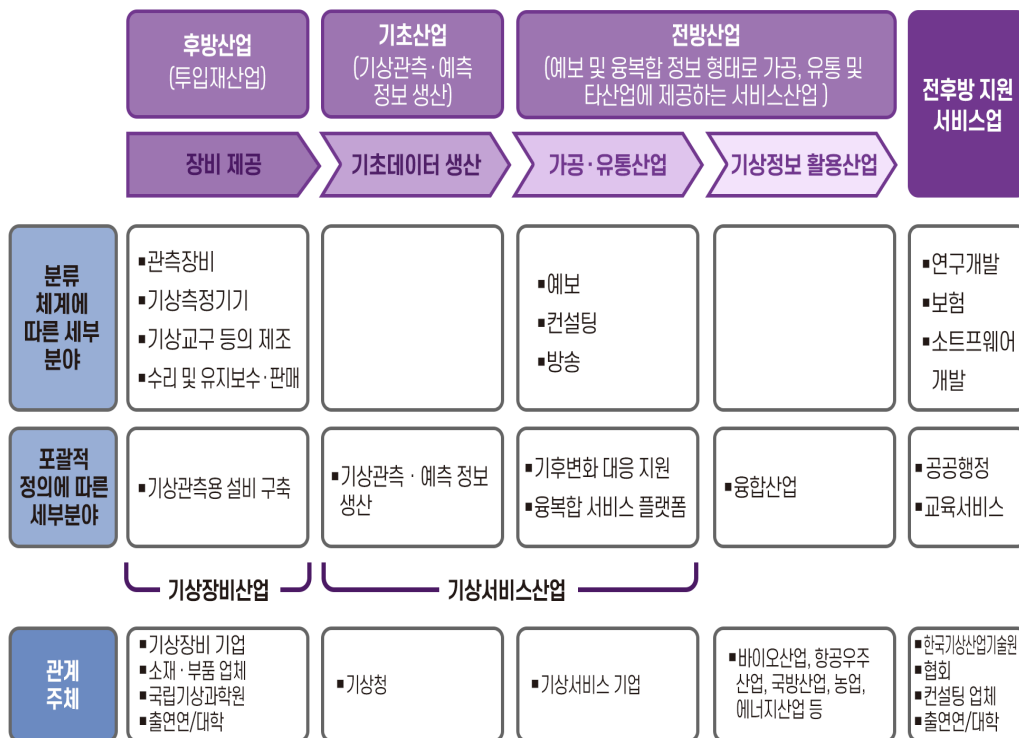 후방산업
(투입재산업)
기초산업
(기상관측·예측
정보 생산)
전방산업
(예보 및 융복합 정보 형태로 가공, 유통 및
타산업에 제공하는 서비스산업 )
전후방 지원
서비스업
장비 제공
기초데이터 생산
가공·유통산업
기상정보 활용산업
분류
체계에
따른 세부
분야
▪관측장비
▪기상측정기기
▪기상교구 등의 제조
▪수리 및 유지보수·판매
▪예보
▪컨설팅
▪방송
▪연구개발
▪보험
▪소트프웨어
개발
포괄적
정의에 따른
세부분야
▪기상관측용 설비 구축
▪기상관측 · 예측 정보
생산
▪기후변화 대응 지원
▪융복합 서비스 플랫폼
▪융합산업
▪공공행정
▪교육서비스
기상장비산업
기상서비스산업
관계
주체
▪기상장비 기업
▪소재 · 부품 업체
▪국립기상과학원
▪출연연/대학
▪기상청
▪기상서비스 기업
▪바이오산업, 항공우주
산업, 국방산업, 농업,
에너지산업 등
▪한국기상산업기술원
▪협회
▪컨설팅 업체
▪출연연/대학